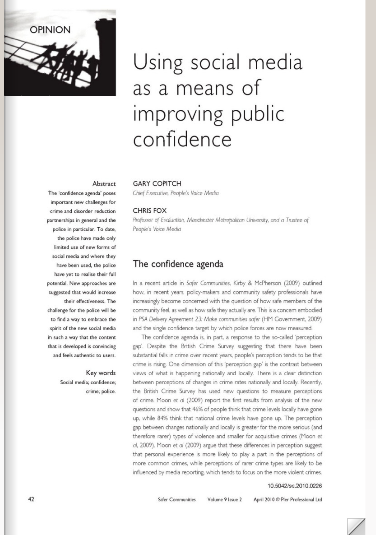 OPINION
Using social media
as a means of
improving public
confidence
Abstract
The 'confidence agenda' poses
important new challenges for
crime and disorder reduction
partnerships in general and the
police in particular. To date,
the police have made only
limited use of new forms of
social media and where they
have been used, the police
have yet to realise their full
potential. New approaches are
suggested that would increase
their effectiveness. The
challenge for the police will be
to find a way to embrace the
spirit of the new social media
in such a way that the content
that is developed is convincing
and feels authentic to users.
Key words
Social media, confidence,
crime, police.
GARY COPITCH
Chief Executive, People's Voice Media
CHRIS FOX
Professor of Evaluation, Manchester Metropolitan University, and a Trustee of
People's Voice Media
The confidence agenda
In a recent article in Safer Communities, Kirby & McPherson (2009) outlined
how, in recent years, policy-makers and community safety professionals have
increasingly become concerned with the question of how safe members of the
community feel, as well as how safe they actually are. This is a concern embodied
in PSA Delivery Agreement 23, Make communities safer (HM Government, 2009)
and the single confidence target by which police forces are now measured.
The confidence agenda is, in part, a response to the so-called 'perception
gap'. Despite the British Crime Survey suggesting that there have been
substantial falls in crime over recent years, people's perception tends to be that
crime is rising. One dimension of this 'perception gap' is the contrast between
views of what is happening nationally and locally. There is a clear distinction
between perceptions of changes in crime rates nationally and locally. Recently,
the British Crime Survey has used new questions to measure perceptions
of crime. Moon et al (2009) report the first results from analysis of the new
questions and show that 46% of people think that crime levels locally have gone
up, while 84% think that national crime levels have gone up. The perception
gap between changes nationally and locally is greater for the more serious (and
therefore rarer) types of violence and smaller for acquisitive crimes (Moon et
al, 2009). Moon et al (2009) argue that these differences in perception suggest
that personal experience is more likely to play a part in the perceptions of
more common crimes, while perceptions of rarer crime types are likely to be
influenced by media reporting, which tends to focus on the more violent crimes.
10.5042/sc.2010.0226
42
Safer Communities Volume 9 Issue 2 April 2010 © Pier Professional Ltd